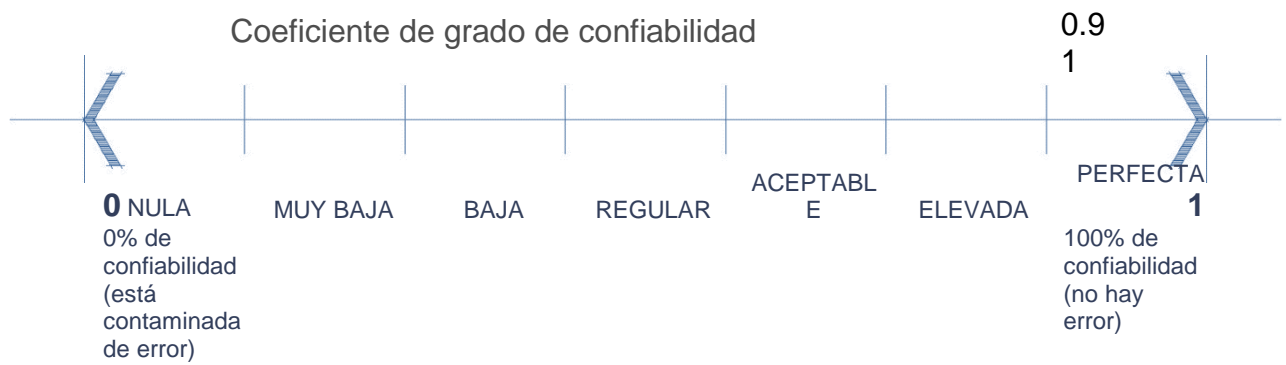 Coeficiente de grado de confiabilidad
0.9
1
0 NULA
MUY BAJA
BAJA
REGULAR
ACEPTABL
E
ELEVADA
PERFECTA
1
0% de
confiabilidad
(está
contaminada
de error)
100% de
confiabilidad
(no hay
error)